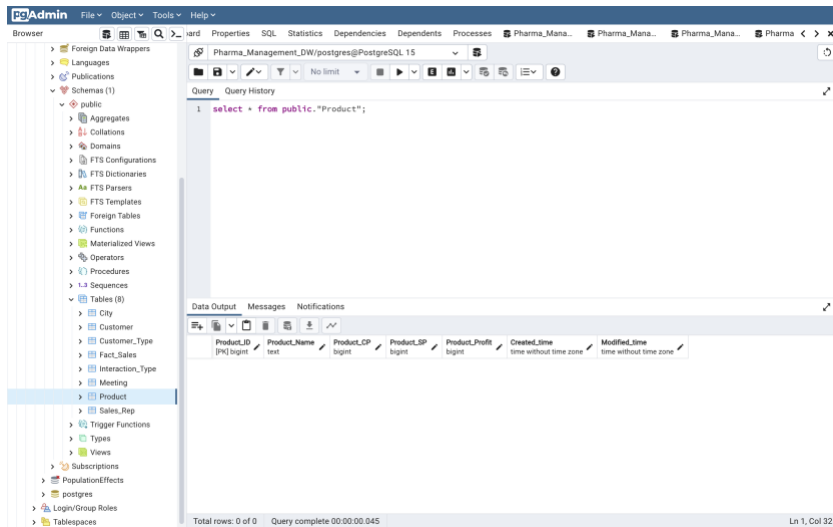 pgAdmin File Object Tools Help
Browser
ard Properties SQL Statistics Dependencies Dependents Processes Pharma_Mana... Pharma_Mana... Pharma_Mana... Pharma
Foreign Data Wrappers
Languages
Publications
Schemas (1)
public
Aggregates
Collations
Domains
FTS Configurations
FTS Dictionaries
Aa FTS Parsers
FTS Templates
Foreign Tables
Functions
Materialized Views
Operators
Procedures
1..3 Sequences
Tables (8)
City
Customer
Customer_Type
Fact_Sales
Interaction_Type
Meeting
Product
Sales_Rep
Trigger Functions
Types
Views
Subscriptions
PopulationEffects
postgres
Login/Group Roles
Tablespaces
Pharma_Management_DW/postgres@PostgreSQL 15
No limit
E
Query Query History
1 select * from public."Product";
Data Output Messages Notifications
Product_ID Product_Name Product_CP Product_SP Product_Profit Created_time Modified_time
[PK] bigint text bigint bigint bigint time without time zone time without time zone
Total rows: 0 of 0 Query complete 00:00:00.045 Ln 1, Col 32